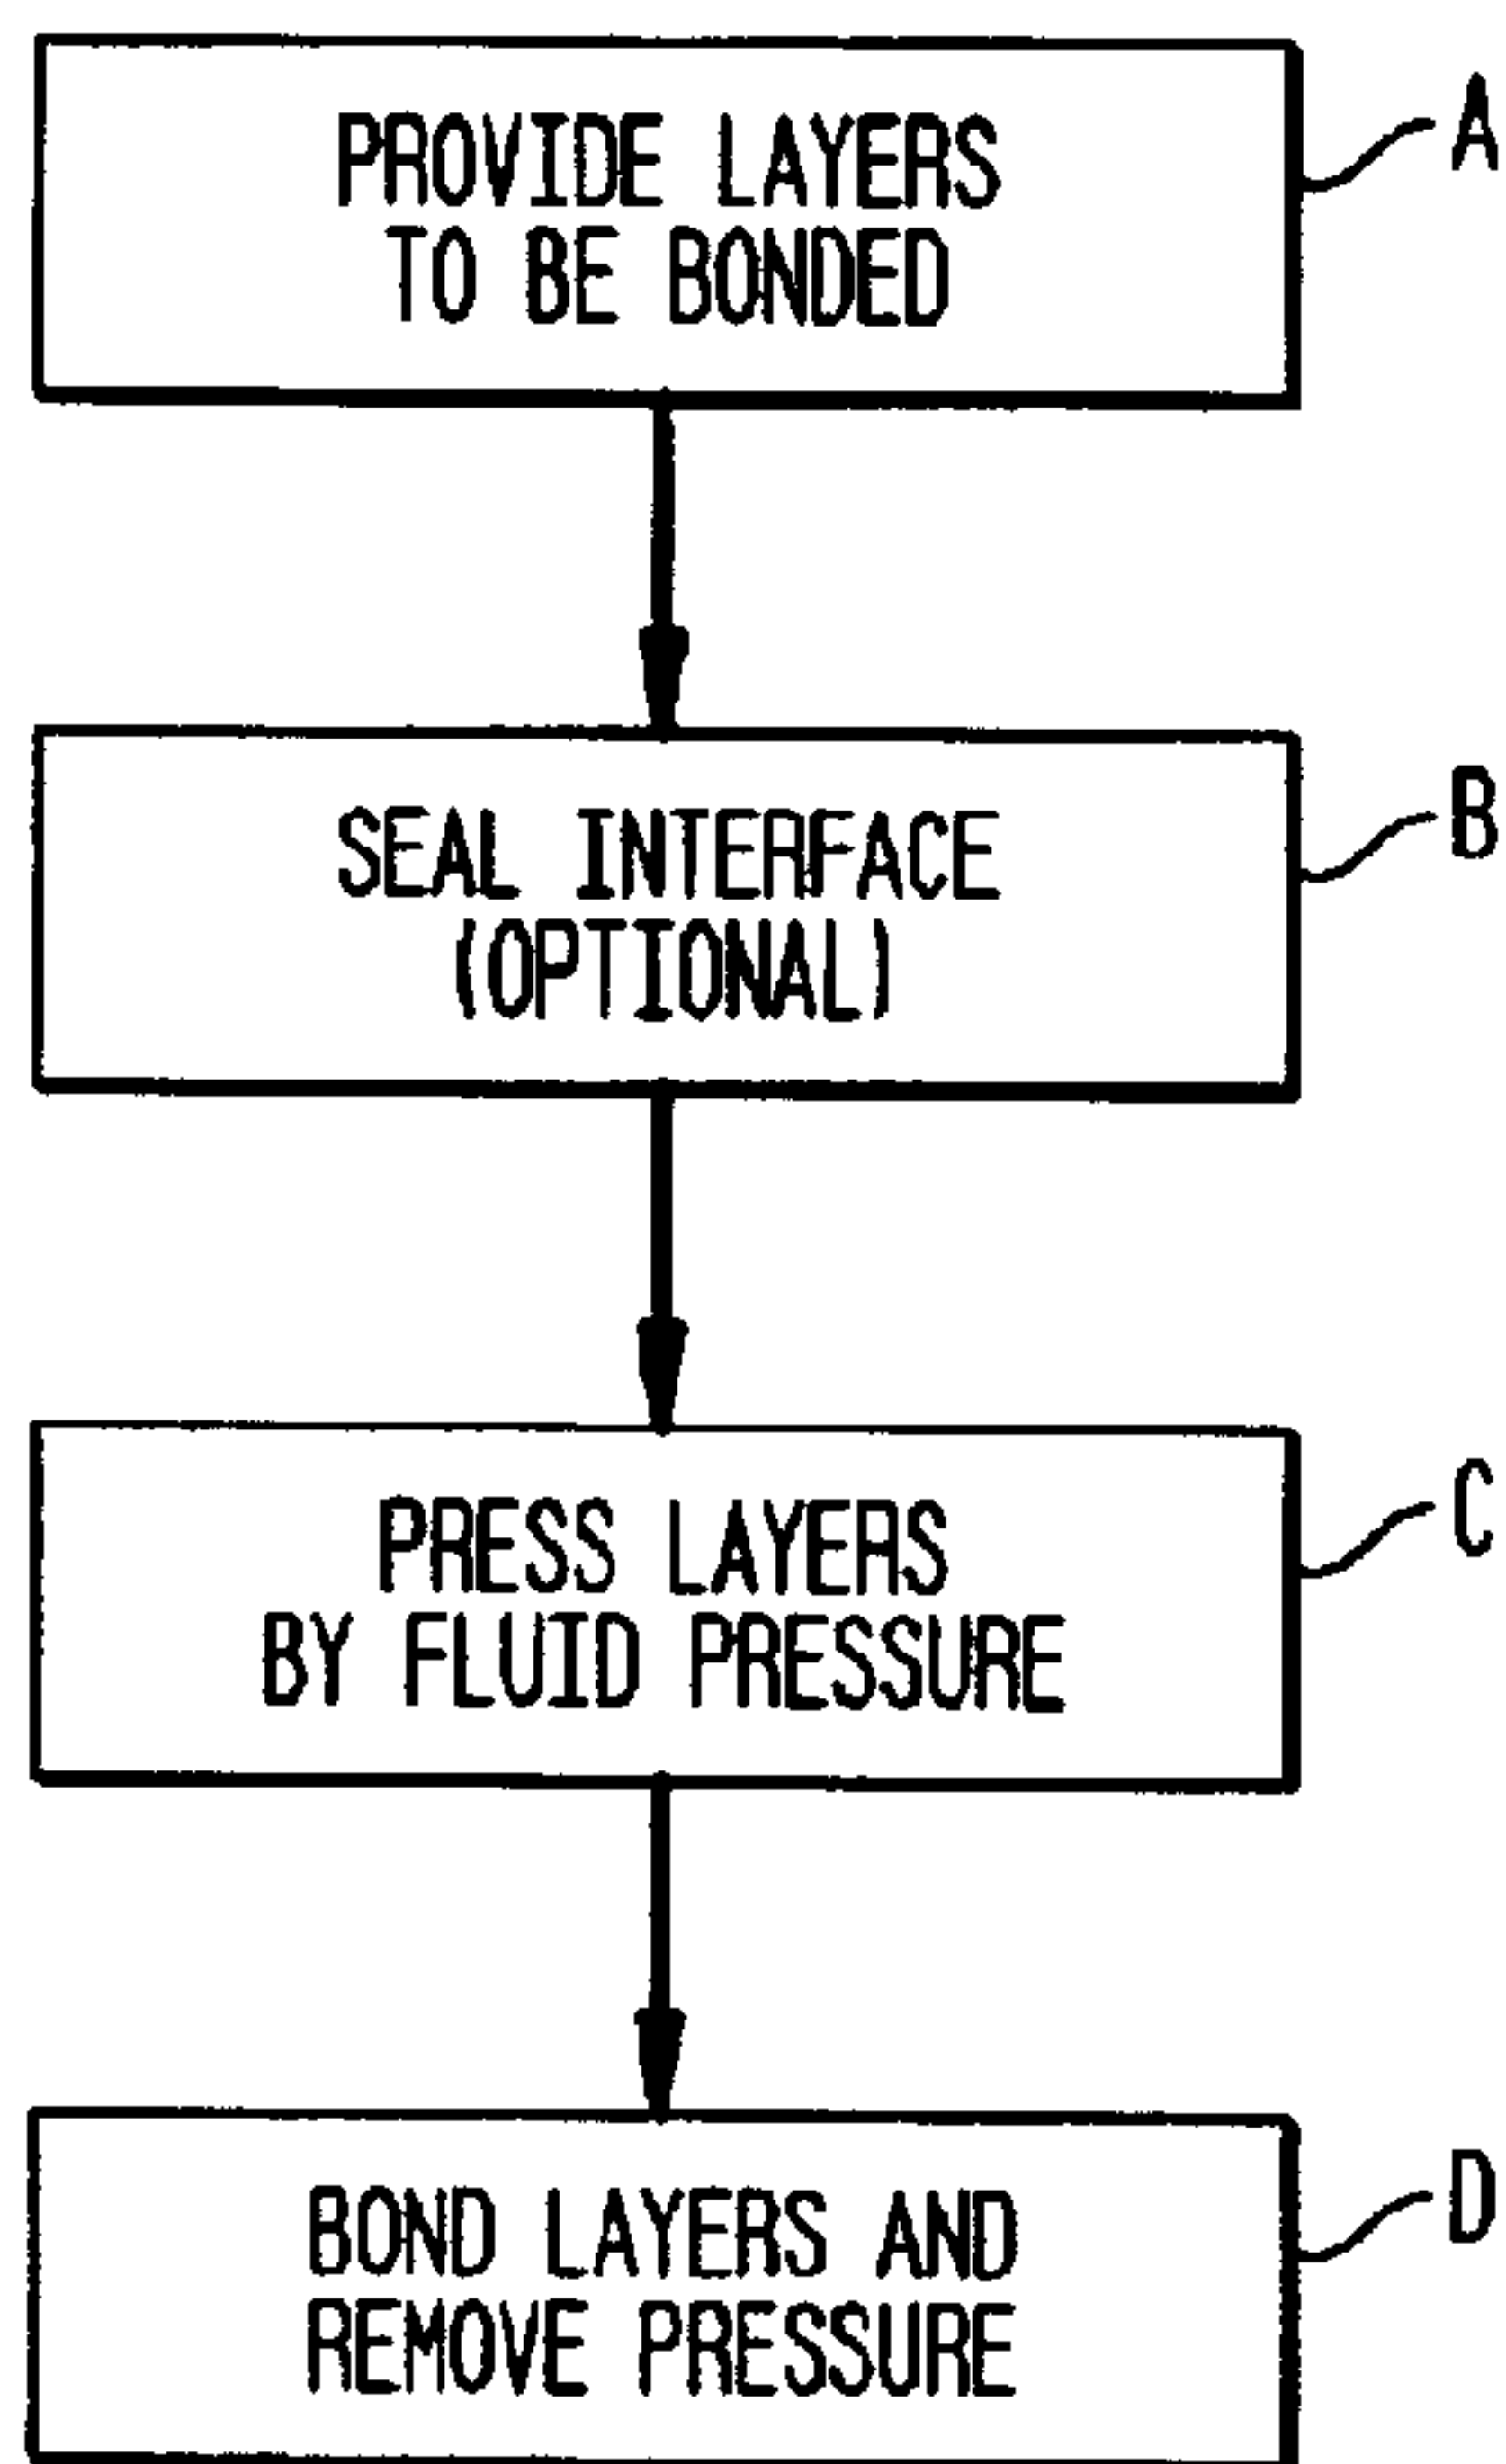 PROVIDE LAYERS
TO BE BONDED
A
SEAL INTERFACE
(OPTIONAL)
B
PRESS LAYERS
BY FLUID PRESSURE
C
BOND LAYERS AND
REMOVE PRESSURE
D